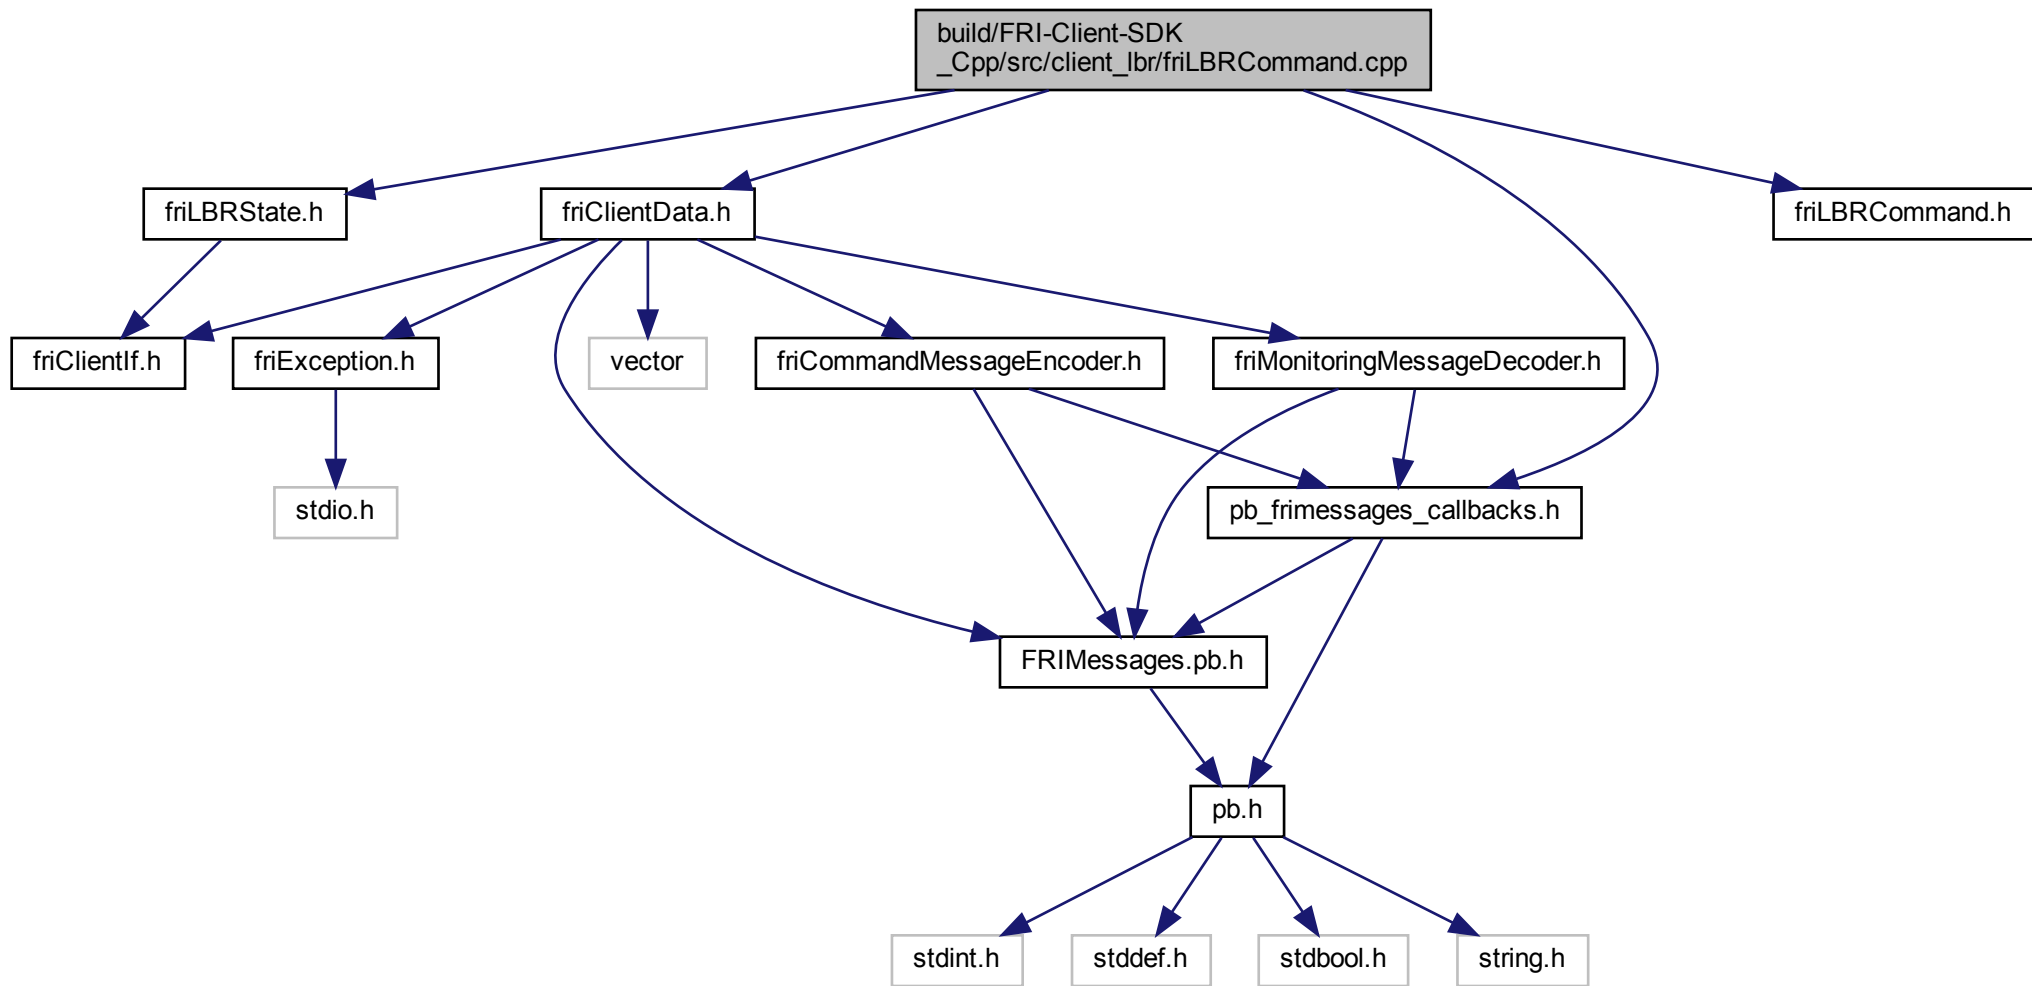 build/FRI-Client-SDK
_Cpp/src/client_lbr/friLBRCommand.cpp
friLBRState.h
friClientData.h
friLBRCommand.h
friClientIf.h
friException.h
vector
friCommandMessageEncoder.h
friMonitoringMessageDecoder.h
stdio.h
pb_frimessages_callbacks.h
FRIMessages.pb.h
pb.h
stdint.h
stddef.h
stdbool.h
string.h